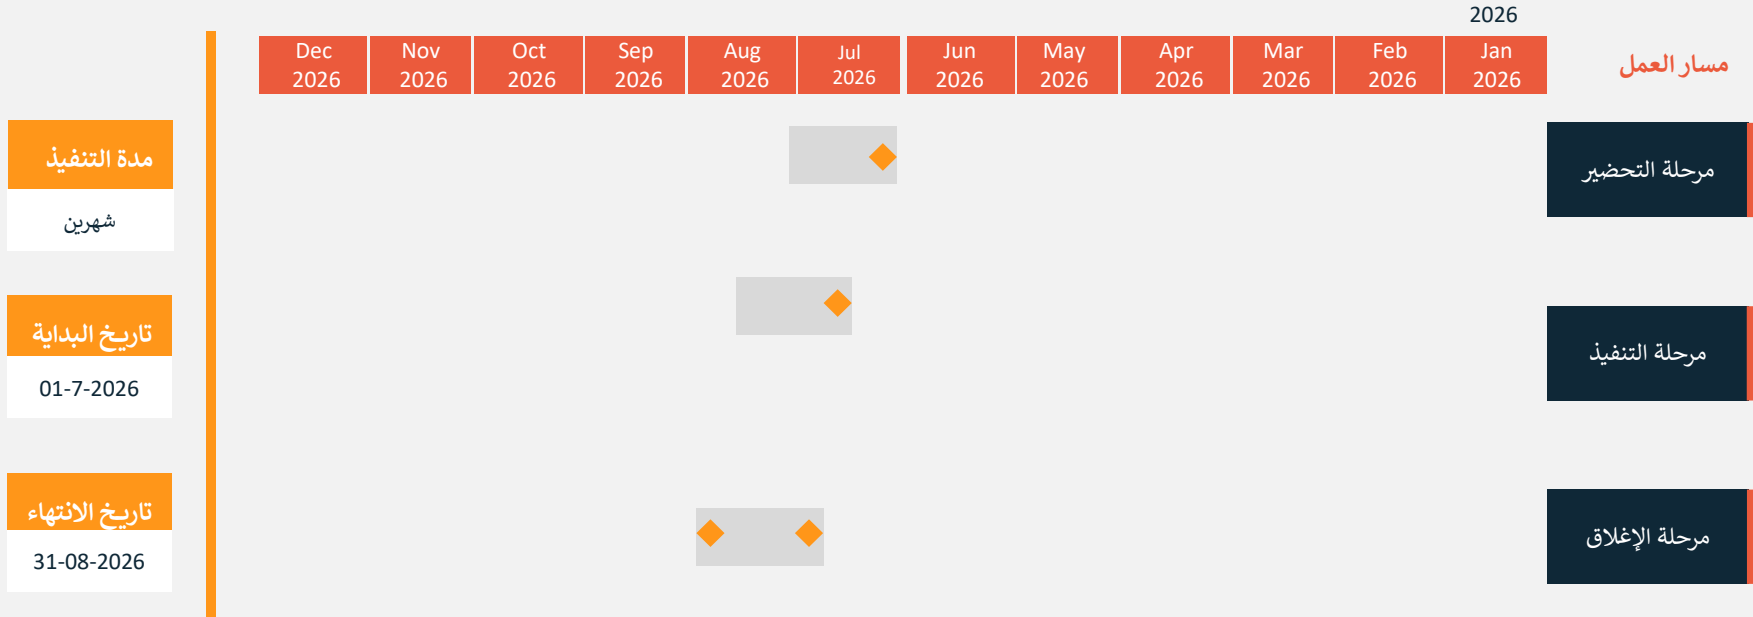 2026
مسار العمل
Jan 2026
Feb 2026
Mar 2026
Apr 2026
May 2026
Jun 2026
Jul 2026
Aug 2026
Sep 2026
Oct 2026
Nov 2026
Dec 2026
مرحلة التحضير
مرحلة التنفيذ
مرحلة الإغلاق
مدة التنفيذ
شهرين
تاريخ البداية
01-7-2026
تاريخ الانتهاء
31-08-2026